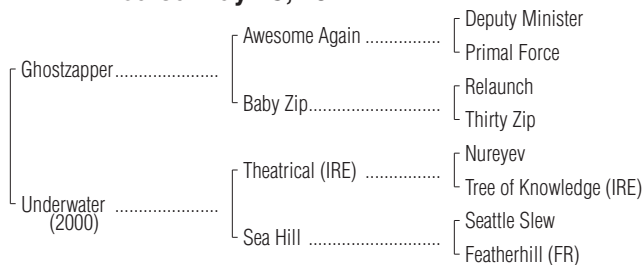 Deputy Minister
Awesome Again ..................
Primal Force
Ghostzapper.........................
Relaunch
Baby Zip................................
Thirty Zip
Nureyev
Theatrical (IRE) ..................
Tree of Knowledge (IRE)
Underwater .........................
(2000)
Seattle Slew
Sea Hill ................................
Featherhill (FR)